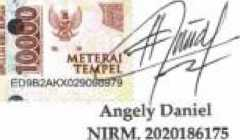 10000
METERAI
TEMPEL
ED9B2AKX029098979
Angely Daniel
NIRM, 2020186175